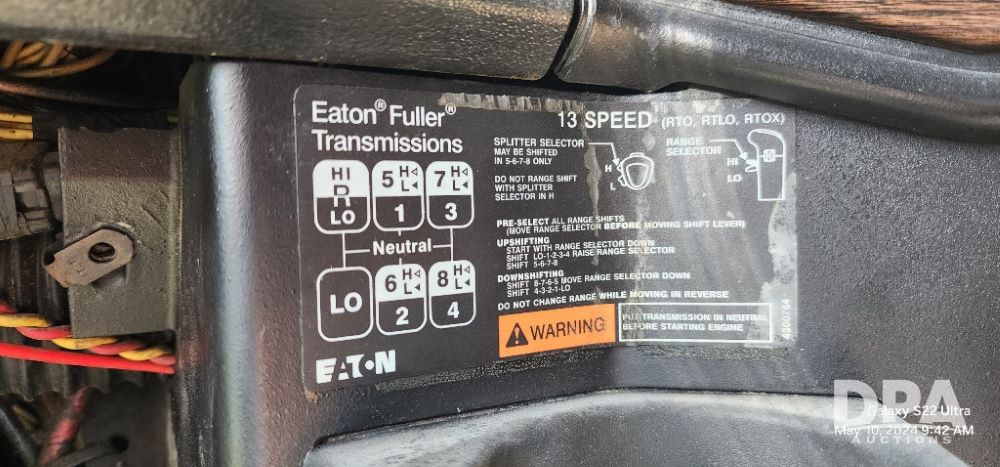 Eaton® Fuller®
Transmissions
13 SPEED (RTO, RTLO, RTOX)
SPLITTER SELECTOR
MAY BE SHIFTED
IN 5-6-7-8 ONLY
H
L
RANGE
SELECTOR
HI
LO
DO NOT RANGE SHIFT
WITH SPLITTER
SELECTOR IN H
HI
R
LO
5 H
L
1
7 H
L
3
Neutral
LO
6 H
L
2
8 H
L
4
PRE-SELECT ALL RANGE SHIFTS
(MOVE RANGE SELECTOR BEFORE MOVING SHIFT LEVER)
UPSHIFTING
START WITH RANGE SELECTOR DOWN
SHIFT LO-1-2-3-4 RAISE RANGE SELECTOR
SHIFT 5-6-7-8
DOWNSHIFTING
SHIFT 8-7-6-5 MOVE RANGE SELECTOR DOWN
SHIFT 4-3-2-1-LO
DO NOT CHANGE RANGE WHILE MOVING IN REVERSE
WARNING
PUT TRANSMISSION IN NEUTRAL
BEFORE STARTING ENGINE
EATON
DPA
AUCTIONS
Galaxy S22 Ultra
May 10, 2024 9:42 AM